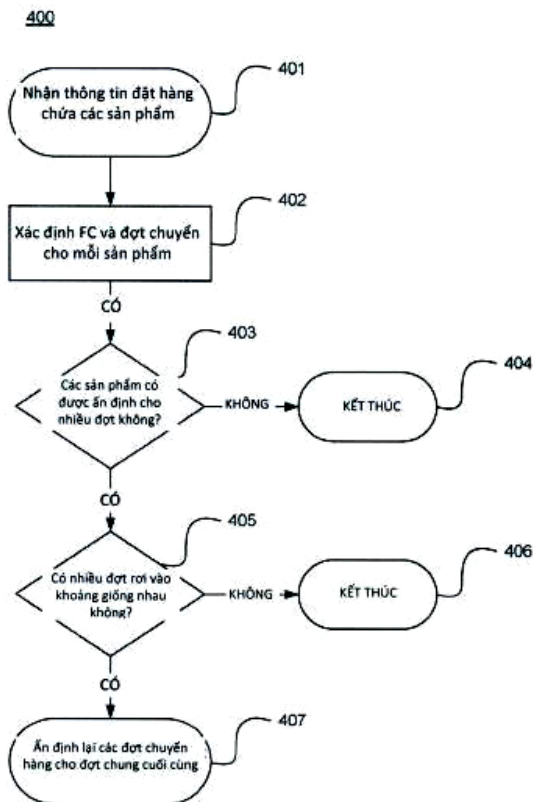 400
401
Nhận thông tin đặt hàng
chứa các sản phẩm
402
Xác định FC và đợt chuyển
cho mỗi sản phẩm
CÓ
403
Các sản phẩm có
được ấn định cho
nhiều đợt không?
KHÔNG
404
KẾT THÚC
CÓ
405
Có nhiều đợt rơi vào
khoảng giống nhau
không?
KHÔNG
406
KẾT THÚC
CÓ
407
Ấn định lại các đợt chuyển
hàng cho đợt chung cuối cùng